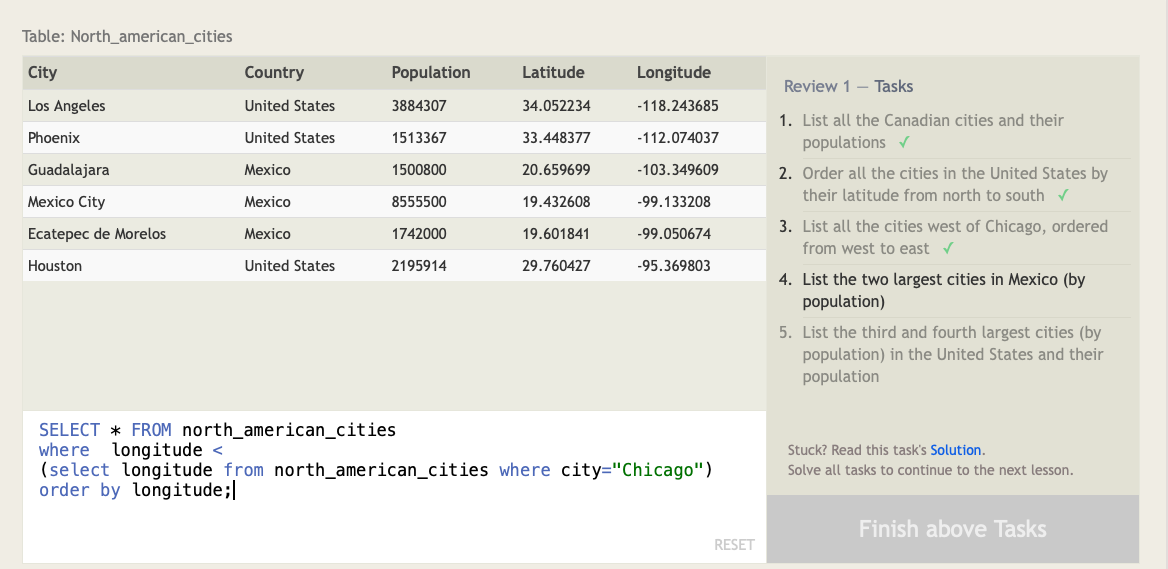 Table: North_american_cities
City Country Population Latitude Longitude
Los Angeles United States 3884307 34.052234 -118.243685
Phoenix United States 1513367 33.448377 -112.074037
Guadalajara Mexico 1500800 20.659699 -103.349609
Mexico City Mexico 8555500 19.432608 -99.133208
Ecatepec de Morelos Mexico 1742000 19.601841 -99.050674
Houston United States 2195914 29.760427 -95.369803
SELECT * FROM north_american_cities
where  longitude <
(select longitude from north_american_cities where city="Chicago")
order by longitude;
RESET
Review 1 — Tasks
1. List all the Canadian cities and their
populations ✓
2. Order all the cities in the United States by
their latitude from north to south ✓
3. List all the cities west of Chicago, ordered
from west to east ✓
4. List the two largest cities in Mexico (by
population)
5. List the third and fourth largest cities (by
population) in the United States and their
population
Stuck? Read this task's Solution.
Solve all tasks to continue to the next lesson.
Finish above Tasks